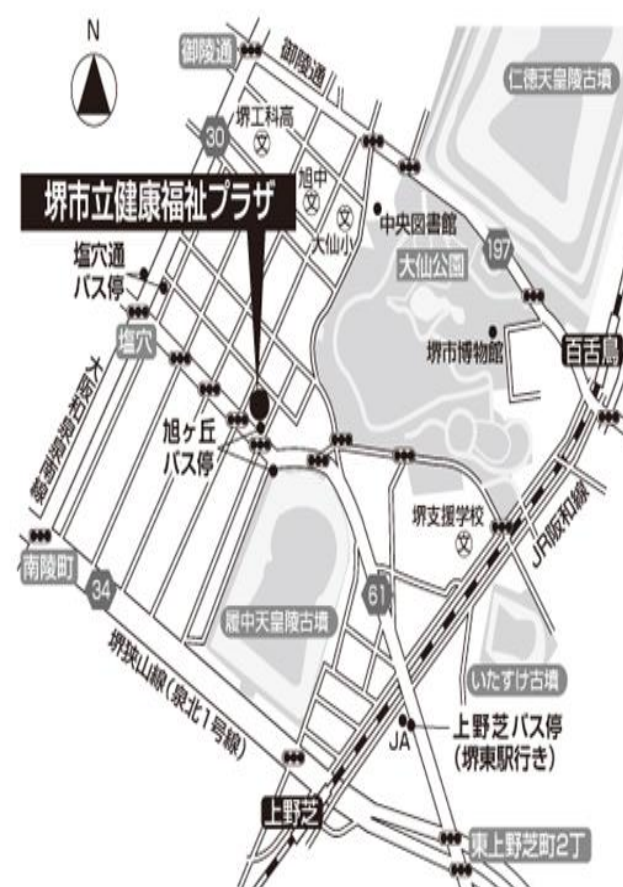 N
御陵通
御陵通
仁徳天皇陵古墳
堺工科高
文
30
旭中
文
堺市立健康福祉プラザ
文
大仙小
中央図書館
197
塩穴通
バス停
大仙公園
塩穴
堺市博物館
百舌鳥
大阪和泉泉南線
旭ヶ丘
バス停
堺支援学校
文
JR阪和線
南陵町
34
61
履中天皇陵古墳
堺狭山線(泉北1号線)
いたすけ古墳
JA
上野芝バス停
(堺東駅行き)
上野芝
東上野芝町2丁